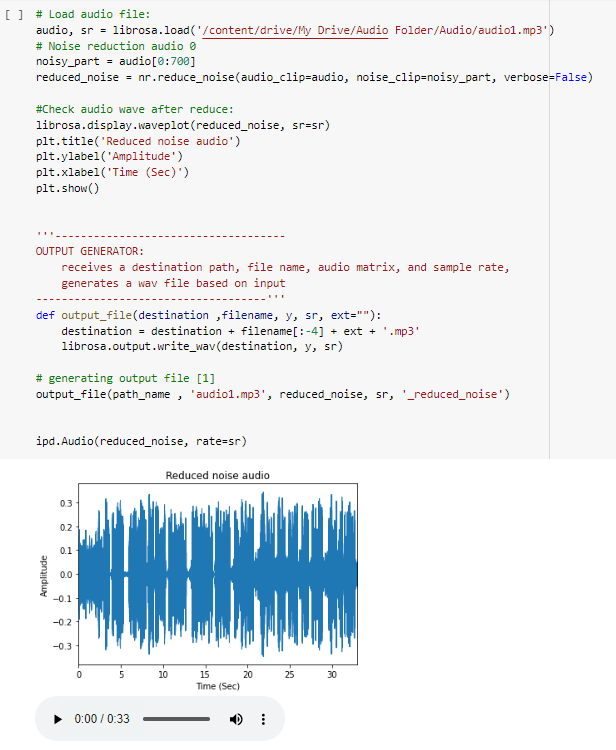 [ ] # Load audio file:
audio, sr = librosa.load('/content/drive/My Drive/Audio Folder/Audio/audio1.mp3')
# Noise reduction audio 0
noisy_part = audio[0:700]
reduced_noise = nr.reduce_noise(audio_clip=audio, noise_clip=noisy_part, verbose=False)
#Check audio wave after reduce:
librosa.display.waveplot(reduced_noise, sr=sr)
plt.title('Reduced noise audio')
plt.ylabel('Amplitude')
plt.xlabel('Time (Sec)')
plt.show()
'''------------------------------------
OUTPUT GENERATOR:
    receives a destination path, file name, audio matrix, and sample rate,
    generates a wav file based on input
------------------------------------'''
def output_file(destination ,filename, y, sr, ext=""):
    destination = destination + filename[:-4] + ext + '.mp3'
    librosa.output.write_wav(destination, y, sr)
# generating output file [1]
output_file(path_name , 'audio1.mp3', reduced_noise, sr, '_reduced_noise')
ipd.Audio(reduced_noise, rate=sr)
Reduced noise audio
0.3
0.2
0.1
0.0
−0.1
−0.2
−0.3
Amplitude
0 5 10 15 20 25 30
Time (Sec)
0:00 / 0:33